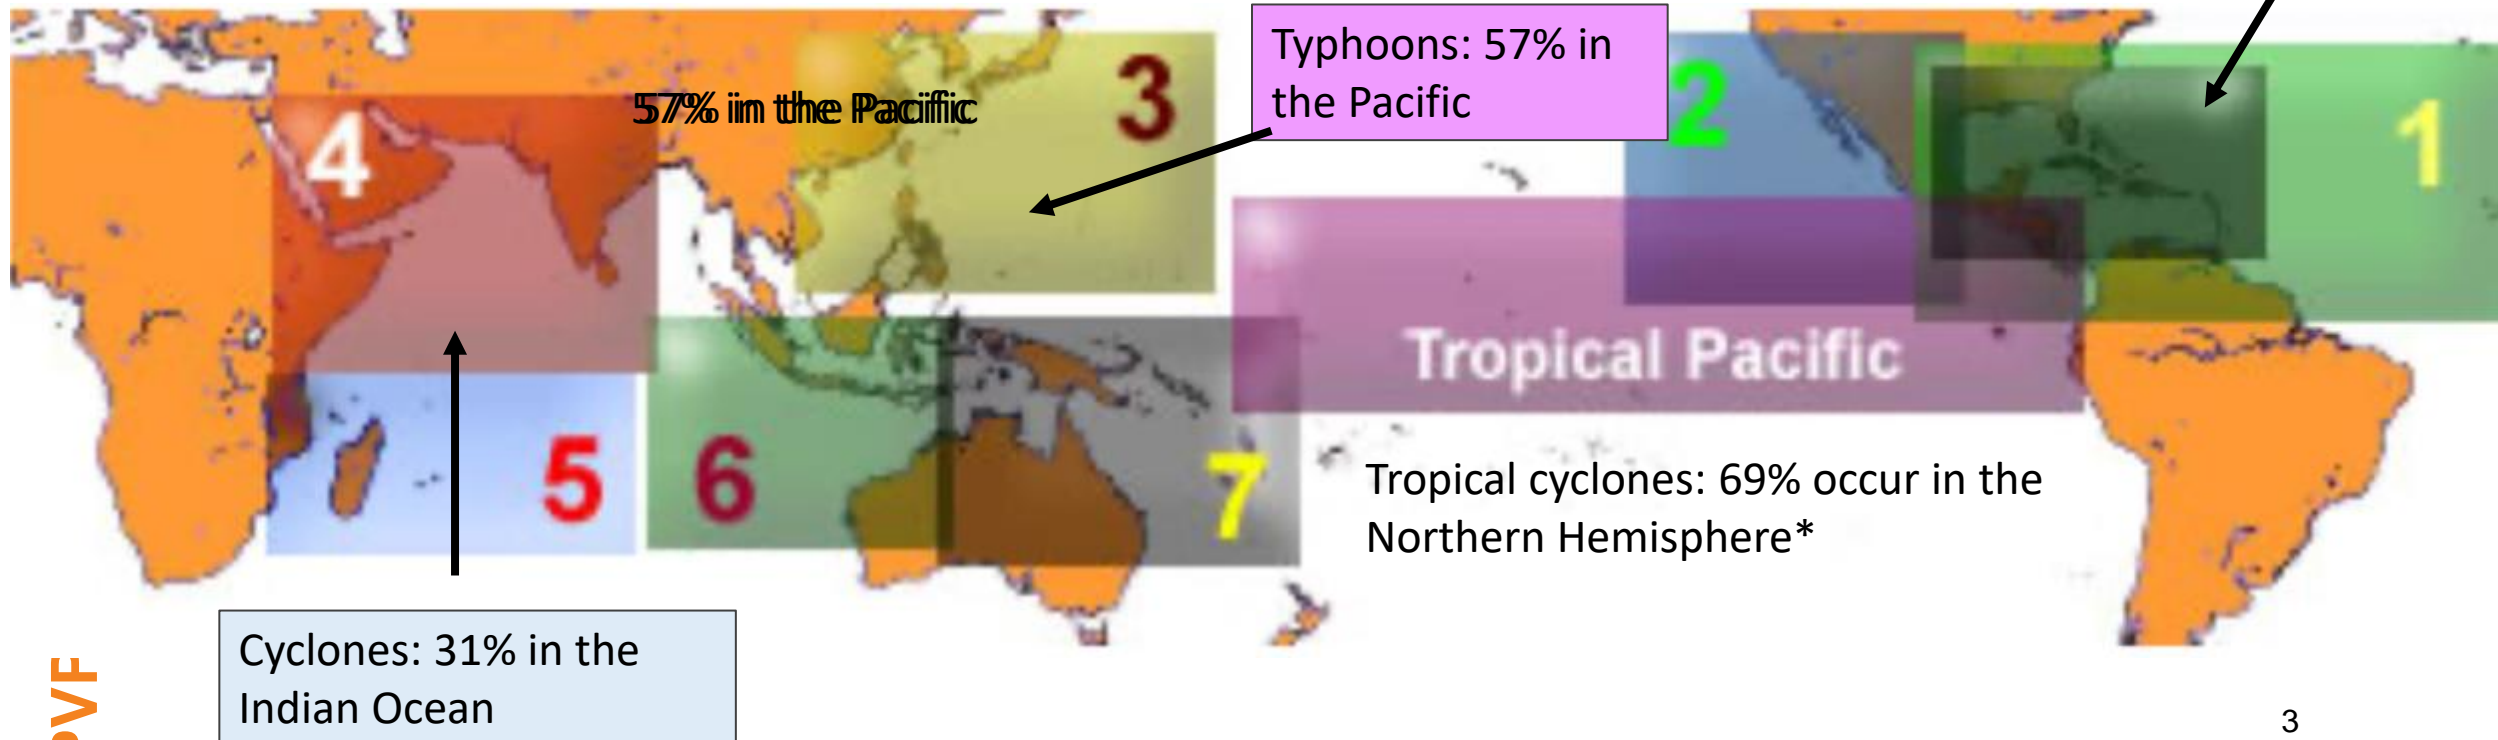 Typhoons: 57% in
the Pacific
57% in the Pacific
3
2
1
4
Tropical Pacific
5
6
7
Tropical cyclones: 69% occur in the
Northern Hemisphere*
Cyclones: 31% in the
Indian Ocean
PVF
3